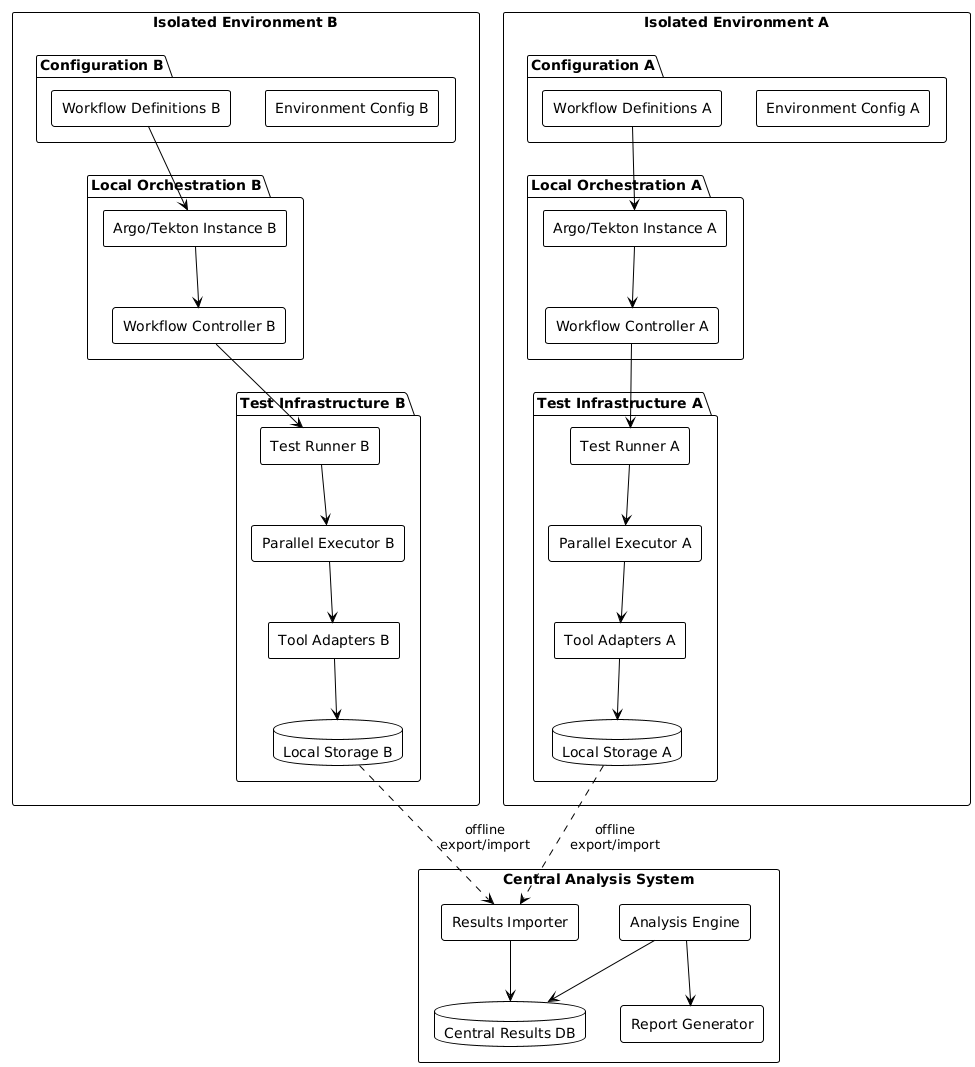 Isolated Environment B
Configuration B
Workflow Definitions B
Environment Config B
Local Orchestration B
Argo/Tekton Instance B
Workflow Controller B
Test Infrastructure B
Test Runner B
Parallel Executor B
Tool Adapters B
Local Storage B
Isolated Environment A
Configuration A
Workflow Definitions A
Environment Config A
Local Orchestration A
Argo/Tekton Instance A
Workflow Controller A
Test Infrastructure A
Test Runner A
Parallel Executor A
Tool Adapters A
Local Storage A
offline
export/import
offline
export/import
Central Analysis System
Results Importer
Analysis Engine
Central Results DB
Report Generator